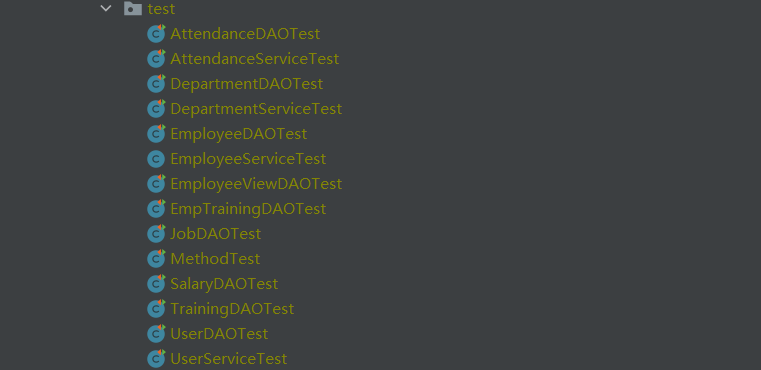 test
AttendanceDAOTest
AttendanceServiceTest
DepartmentDAOTest
DepartmentServiceTest
EmployeeDAOTest
EmployeeServiceTest
EmployeeViewDAOTest
EmpTrainingDAOTest
JobDAOTest
MethodTest
SalaryDAOTest
TrainingDAOTest
UserDAOTest
UserServiceTest